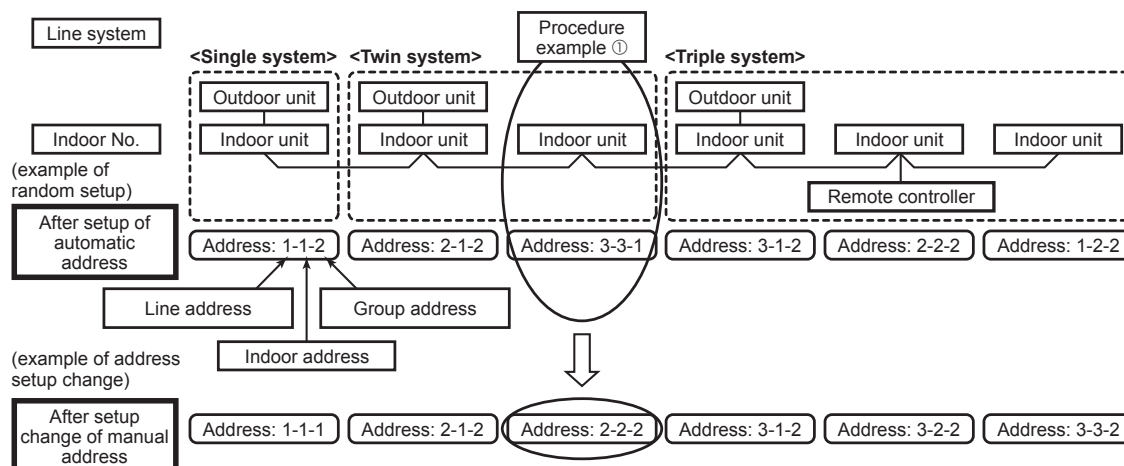 Line system
Procedure
example ①
<Single system>
<Twin system>
<Triple system>
Outdoor unit
Outdoor unit
Outdoor unit
Indoor No.
Indoor unit
Indoor unit
Indoor unit
Indoor unit
Indoor unit
Indoor unit
(example of
random setup)
Remote controller
After setup of
automatic
address
Address: 1-1-2
Address: 2-1-2
Address: 3-3-1
Address: 3-1-2
Address: 2-2-2
Address: 1-2-2
Line address
Group address
Indoor address
(example of address
setup change)
After setup
change of manual
address
Address: 1-1-1
Address: 2-1-2
Address: 2-2-2
Address: 3-1-2
Address: 3-2-2
Address: 3-3-2